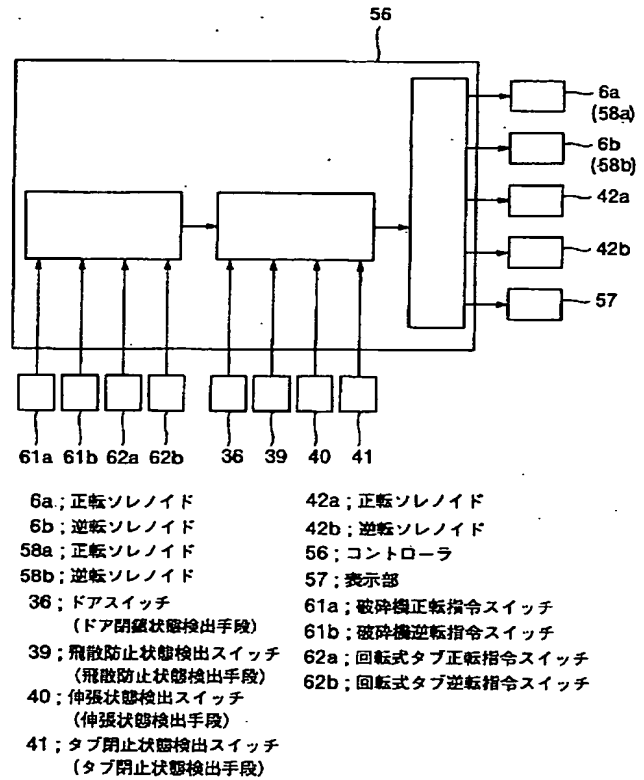 56
6a
(58a)
6b
(58b)
42a
42b
57
61a 61b 62a 62b 36 39 40 41
6a ; 正転ソレノイド
6b ; 逆転ソレノイド
58a ; 正転ソレノイド
58b ; 逆転ソレノイド
36 ; ドアスイッチ
(ドア閉鎖状態検出手段)
39 ; 飛散防止状態検出スイッチ
(飛散防止状態検出手段)
40 ; 伸張状態検出スイッチ
(伸張状態検出手段)
41 ; タブ閉止状態検出スイッチ
(タブ閉止状態検出手段)
42a ; 正転ソレノイド
42b ; 逆転ソレノイド
56 ; コントローラ
57 ; 表示部
61a ; 破砕機正転指令スイッチ
61b ; 破砕機逆転指令スイッチ
62a ; 回転式タブ正転指令スイッチ
62b ; 回転式タブ逆転指令スイッチ